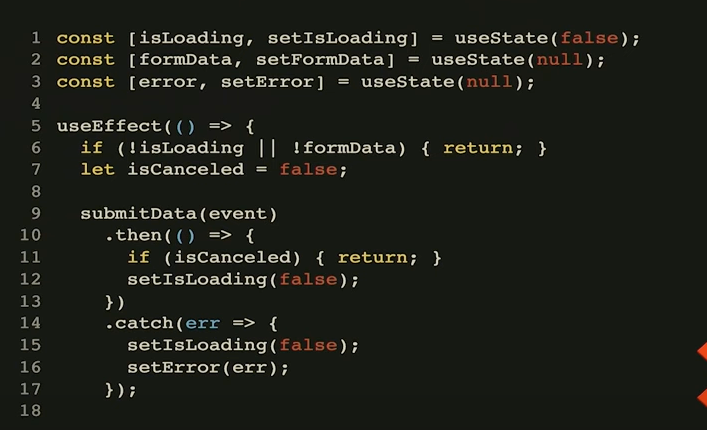 1 const [isLoading, setIsLoading] = useState(false);
2 const [formData, setFormData] = useState(null);
3 const [error, setError] = useState(null);
4
5 useEffect(() => {
6   if (!isLoading || !formData) { return; }
7   let isCanceled = false;
8
9   submitData(event)
10     .then(() => {
11       if (isCanceled) { return; }
12       setIsLoading(false);
13     })
14     .catch(err => {
15       setIsLoading(false);
16       setError(err);
17     });
18